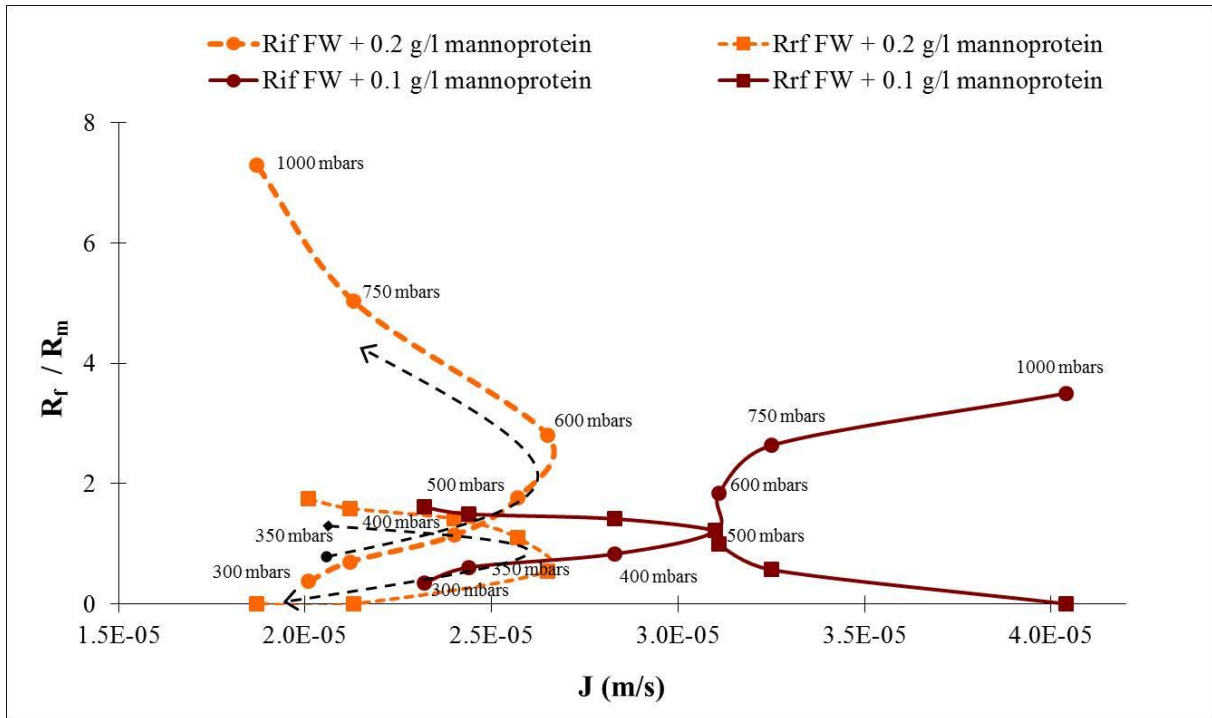 Rif FW + 0.2 g/l mannoprotein
Rrf FW + 0.2 g/l mannoprotein
Rif FW + 0.1 g/l mannoprotein
Rrf FW + 0.1 g/l mannoprotein
8
1000 mbars
6
750 mbars
R_f / R_m
4
1000 mbars
600 mbars
750 mbars
2
500 mbars
600 mbars
400 mbars
350 mbars
500 mbars
300 mbars
350 mbars
400 mbars
300 mbars
0
1.5E-05
2.0E-05
2.5E-05
3.0E-05
3.5E-05
4.0E-05
J (m/s)